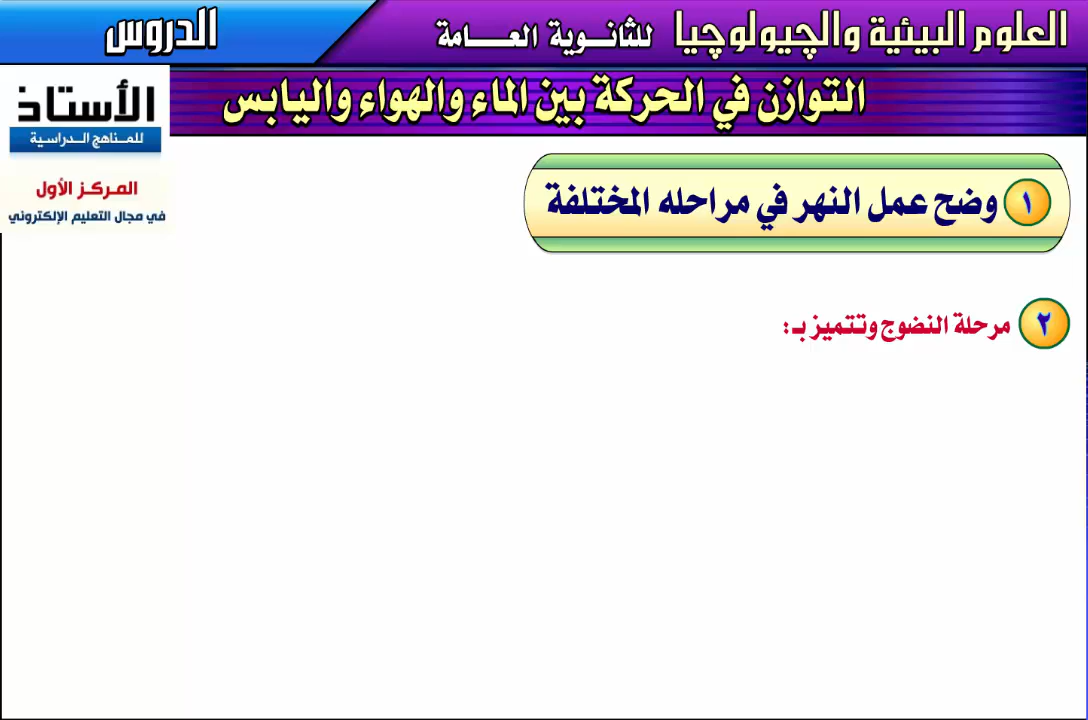 العلوم البيئية والچيولوچيا للثانوية العامة
الدروس
التوازن في الحركة بين الماء والهواء واليابس
الأستاذ
للمناهج الدراسية
المركز الأول
في مجال التعليم الإلكتروني
١ وضح عمل النهر في مراحله المختلفة
٢ مرحلة النضوج وتتميز بـ: